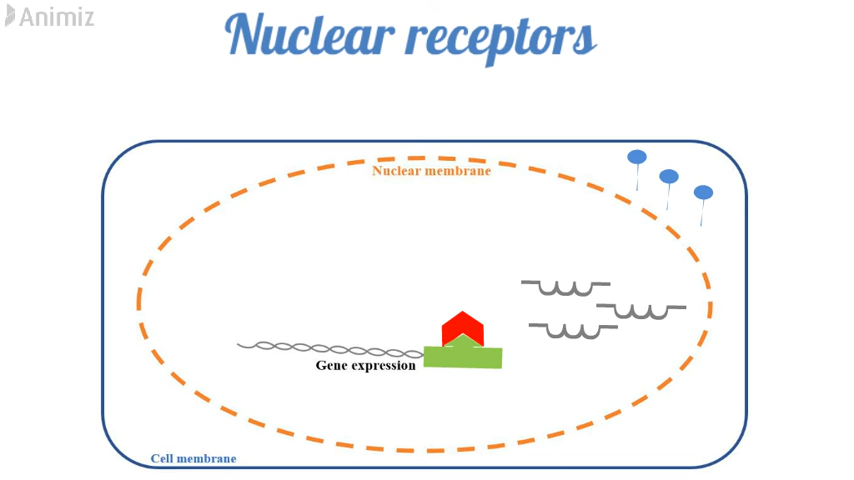 Animiz
Nuclear receptors
Nuclear membrane
Gene expression
Cell membrane